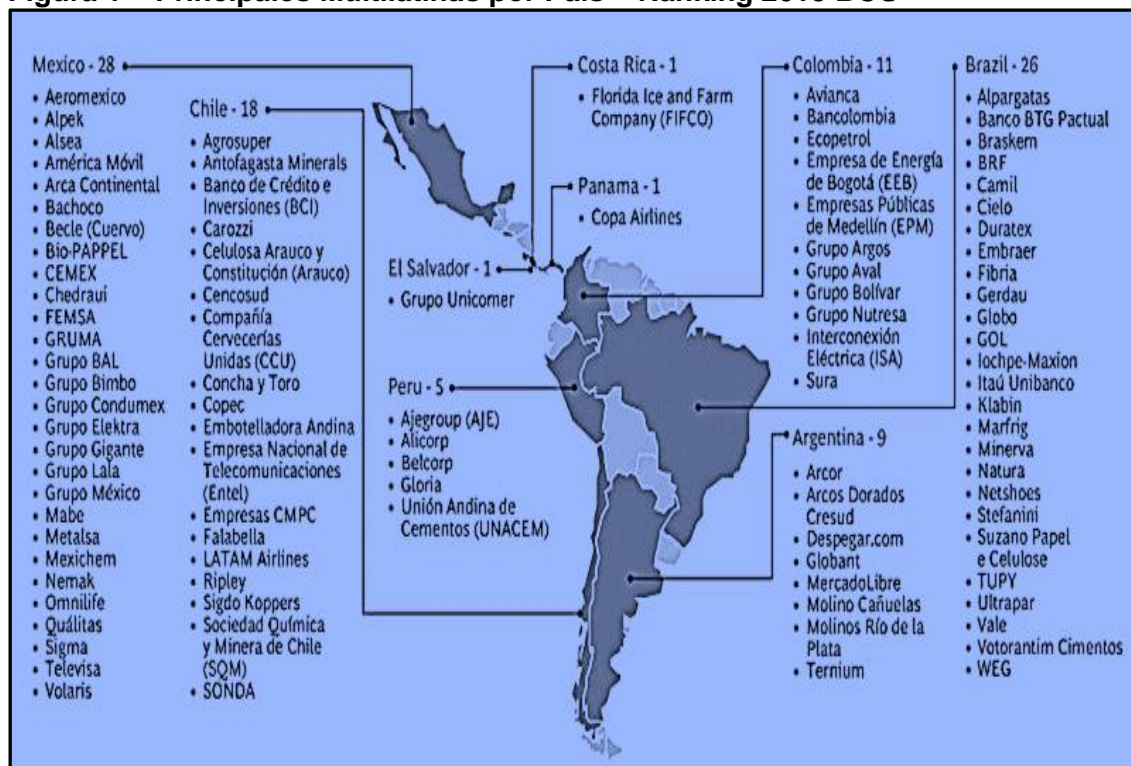 Mexico - 28
• Aeromexico
• Alpek
• Alsea
• América Móvil
• Arca Continental
• Bachoco
• Becle (Cuervo)
• Bio-PAPPEL
• CEMEX
• Chedraui
• FEMSA
• GRUMA
• Grupo BAL
• Grupo Bimbo
• Grupo Condumex
• Grupo Elektra
• Grupo Gigante
• Grupo Lala
• Grupo México
• Mabe
• Metalsa
• Mexichem
• Nemak
• Omnilife
• Quálitas
• Sigma
• Televisa
• Volaris
Chile - 18
• Agrosuper
• Antofagasta Minerals
• Banco de Crédito e
Inversiones (BCI)
• Carozzi
• Celulosa Arauco y
Constitución (Arauco)
• Cencosud
• Compañía
Cervecerías
Unidas (CCU)
• Concha y Toro
• Copec
• Embotelladora Andina
• Empresa Nacional de
Telecomunicaciones
(Entel)
• Empresas CMPC
• Falabella
• LATAM Airlines
• Ripley
• Sigdo Koppers
• Sociedad Química
y Minera de Chile
(SQM)
• SONDA
Costa Rica - 1
• Florida Ice and Farm
Company (FIFCO)
Panama - 1
• Copa Airlines
El Salvador - 1
• Grupo Unicomer
Peru - 5
• Ajegroup (AJE)
• Alicorp
• Belcorp
• Gloria
• Unión Andina de
Cementos (UNACEM)
Colombia - 11
• Avianca
• Bancolombia
• Ecopetrol
• Empresa de Energía
de Bogotá (EEB)
• Empresas Públicas
de Medellín (EPM)
• Grupo Argos
• Grupo Aval
• Grupo Bolívar
• Grupo Nutresa
• Interconexión
Eléctrica (ISA)
• Sura
Argentina - 9
• Arcor
• Arcos Dorados
Cresud
• Despegar.com
• Globant
• MercadoLibre
• Molino Cañuelas
• Molinos Río de la
Plata
• Ternium
Brazil - 26
• Alpargatas
• Banco BTG Pactual
• Braskem
• BRF
• Camil
• Cielo
• Duratex
• Embraer
• Fibria
• Gerdau
• Globo
• GOL
• Iochpe-Maxion
• Itaú Unibanco
• Klabin
• Marfrig
• Minerva
• Natura
• Netshoes
• Stefanini
• Suzano Papel
e Celulose
• TUPY
• Ultrapar
• Vale
• Votorantim Cimentos
• WEG